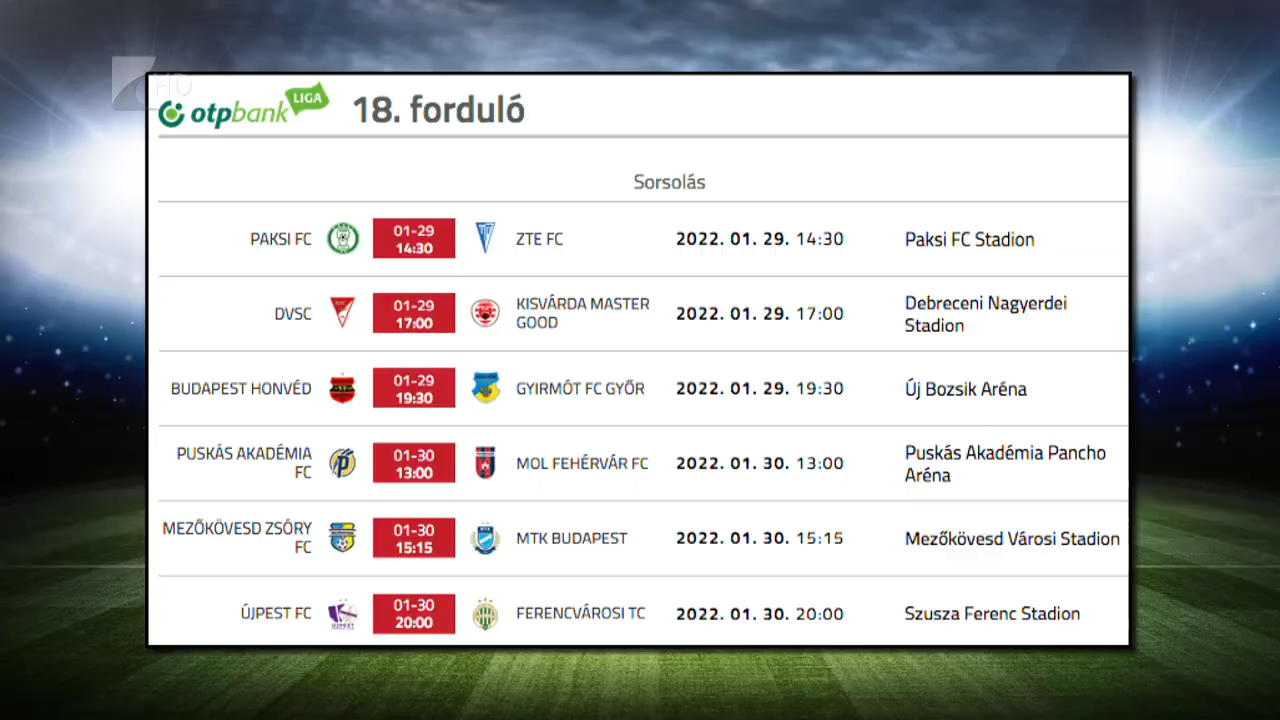 HD
otpbank LIGA
18. forduló
Sorsolás
PAKSI FC 01-29 14:30 ZTE FC 2022. 01. 29. 14:30 Paksi FC Stadion
DVSC 01-29 17:00 KISVÁRDA MASTER GOOD 2022. 01. 29. 17:00 Debreceni Nagyerdei Stadion
BUDAPEST HONVÉD 01-29 19:30 GYIRMÓT FC GYŐR 2022. 01. 29. 19:30 Új Bozsik Aréna
PUSKÁS AKADÉMIA FC 01-30 13:00 MOL FEHÉRVÁR FC 2022. 01. 30. 13:00 Puskás Akadémia Pancho Aréna
MEZŐKÖVESD ZSÓRY FC 01-30 15:15 MTK BUDAPEST 2022. 01. 30. 15:15 Mezőkövesd Városi Stadion
ÚJPEST FC 01-30 20:00 FERENCVÁROSI TC 2022. 01. 30. 20:00 Szusza Ferenc Stadion